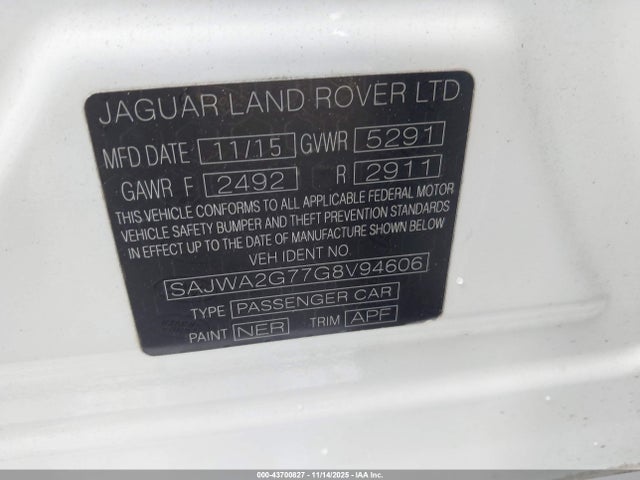 JAGUAR LAND ROVER LTD
MFD DATE 11/15 GVWR 5291
GAWR F 2492 R 2911
THIS VEHICLE CONFORMS TO ALL APPLICABLE FEDERAL MOTOR
VEHICLE SAFETY BUMPER AND THEFT PREVENTION STANDARDS
IN EFFECT UP TO THE DATE OF MANUFACTURE SHOWN BELOW
VEH IDENT NO.
SAJWA2G77G8V94606
TYPE PASSENGER CAR
PAINT NER TRIM APF
000-43700827 - 11/14/2025 - IAA Inc.